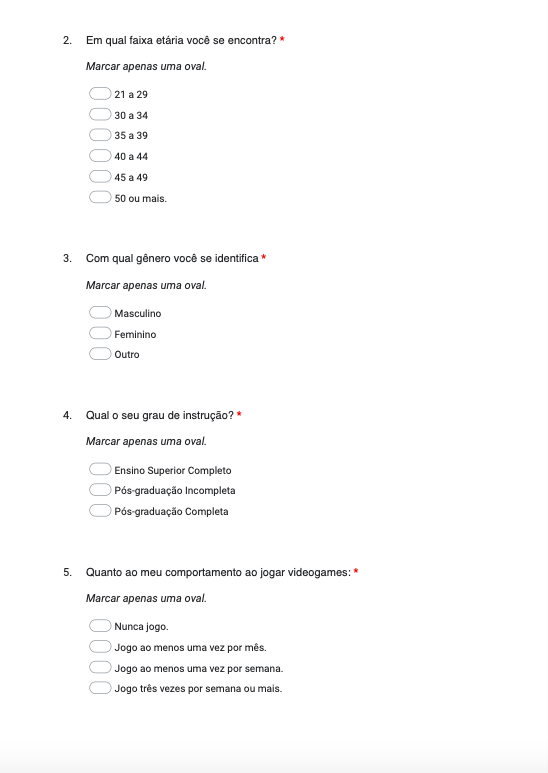 2. Em qual faixa etária você se encontra? *
Marcar apenas uma oval.
21 a 29
30 a 34
35 a 39
40 a 44
45 a 49
50 ou mais.
3. Com qual gênero você se identifica *
Marcar apenas uma oval.
Masculino
Feminino
Outro
4. Qual o seu grau de instrução? *
Marcar apenas uma oval.
Ensino Superior Completo
Pós-graduação Incompleta
Pós-graduação Completa
5. Quanto ao meu comportamento ao jogar videogames: *
Marcar apenas uma oval.
Nunca jogo.
Jogo ao menos uma vez por mês.
Jogo ao menos uma vez por semana.
Jogo três vezes por semana ou mais.